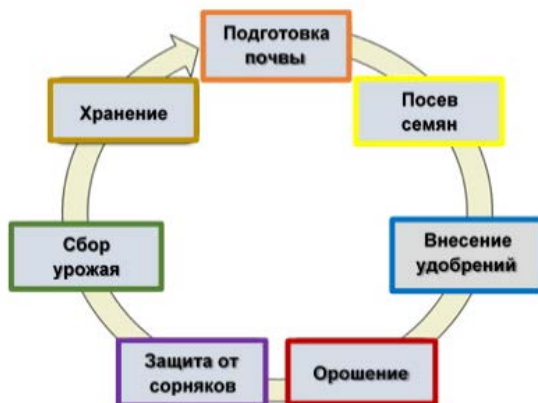 Подготовка
почвы
Посев
семян
Внесение
удобрений
Орошение
Защита от
сорняков
Сбор
урожая
Хранение